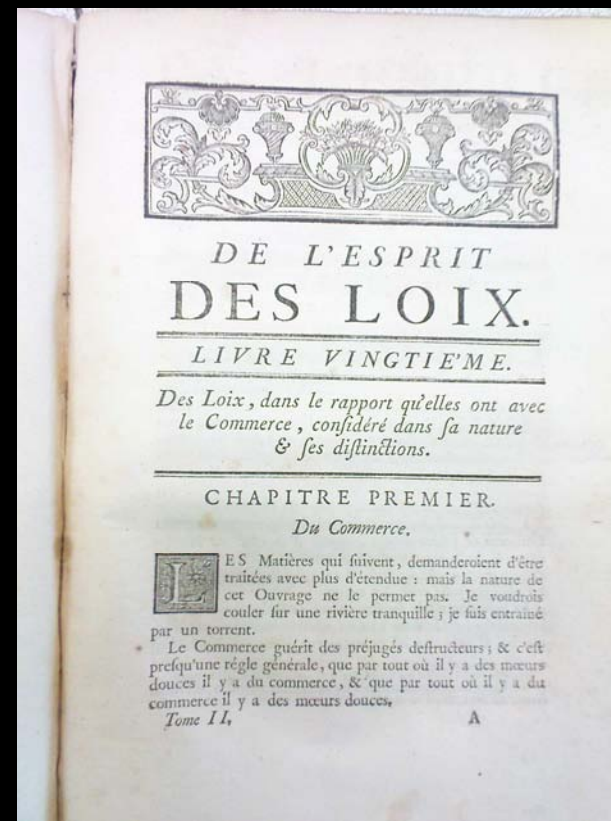 DE L'ESPRIT
DES LOIX.
LIVRE VINGTIE'ME.
Des Loix, dans le rapport qu'elles ont avec
le Commerce, conſidéré dans ſa nature
& ſes diſtinctions.
CHAPITRE PREMIER.
Du Commerce.
LES Matières qui ſuivent, demanderoient d'être
traitées avec plus d'étendue : mais la nature de
cet Ouvrage ne le permet pas. Je voudrois
couler ſur une rivière tranquille ; je ſuis entrainé
par un torrent.
Le Commerce guérit des préjugés deſtructeurs ; & c'eſt
preſqu'une régle générale, que par tout où il y a des mœurs
douces il y a du commerce, & que par tout où il y a du
commerce il y a des mœurs douces,
Tome II, A